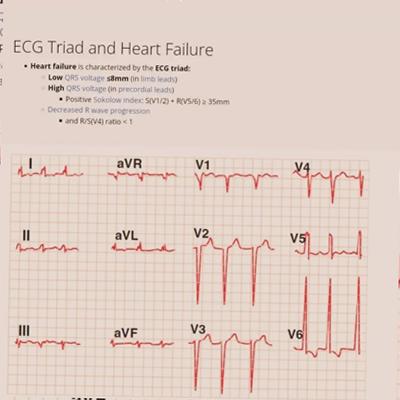 ECG Triad and Heart Failure
Heart failure is characterized by the ECG triad:
Low QRS voltage ≤8mm (in limb leads)
High QRS voltage (in precordial leads)
Positive Sokolow index: S(V1/2) + R(V5/6) ≥ 35mm
Decreased R wave progression
and R/S(V4) ratio < 1
I aVR V1 V4
II aVL V2 V5
III aVF V3 V6